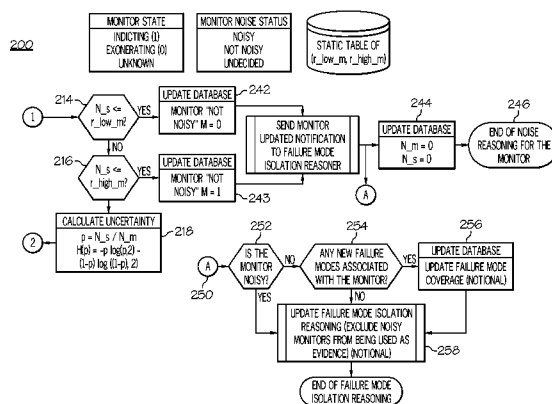 200
MONITOR STATE
INDICTING (1)
EXONERATING (0)
UNKNOWN
MONITOR NOISE STATUS
NOISY
NOT NOISY
UNDECIDED
STATIC TABLE OF
(r_low_m, r_high_m)
1
214
N_s <=
r_low_m?
YES
NO
242
UPDATE DATABASE
MONITOR "NOT
NOISY" M = 0
216
N_s <=
r_high_m?
YES
NO
UPDATE DATABASE
MONITOR "NOT
NOISY" M = 1
243
SEND MONITOR
UPDATED NOTIFICATION
TO FAILURE MODE
ISOLATION REASONER
A
244
UPDATE DATABASE
N_m = 0
N_s = 0
246
END OF NOISE
REASONING FOR THE
MONITOR
2
CALCULATE UNCERTAINTY
p = N_s / N_m
H(p) = -p log(p,2) -
(1-p) log ((1-p), 2)
218
A
250
252
IS THE
MONITOR
NOISY?
NO
YES
254
ANY NEW FAILURE
MODES ASSOCIATED
WITH THE MONITOR?
YES
NO
256
UPDATE DATABASE
UPDATE FAILURE MODE
COVERAGE (NOTIONAL)
UPDATE FAILURE MODE ISOLATION
REASONING (EXCLUDE NOISY
MONITORS FROM BEING USED AS
EVIDENCE) (NOTIONAL)
258
END OF FAILURE MODE
ISOLATION REASONING